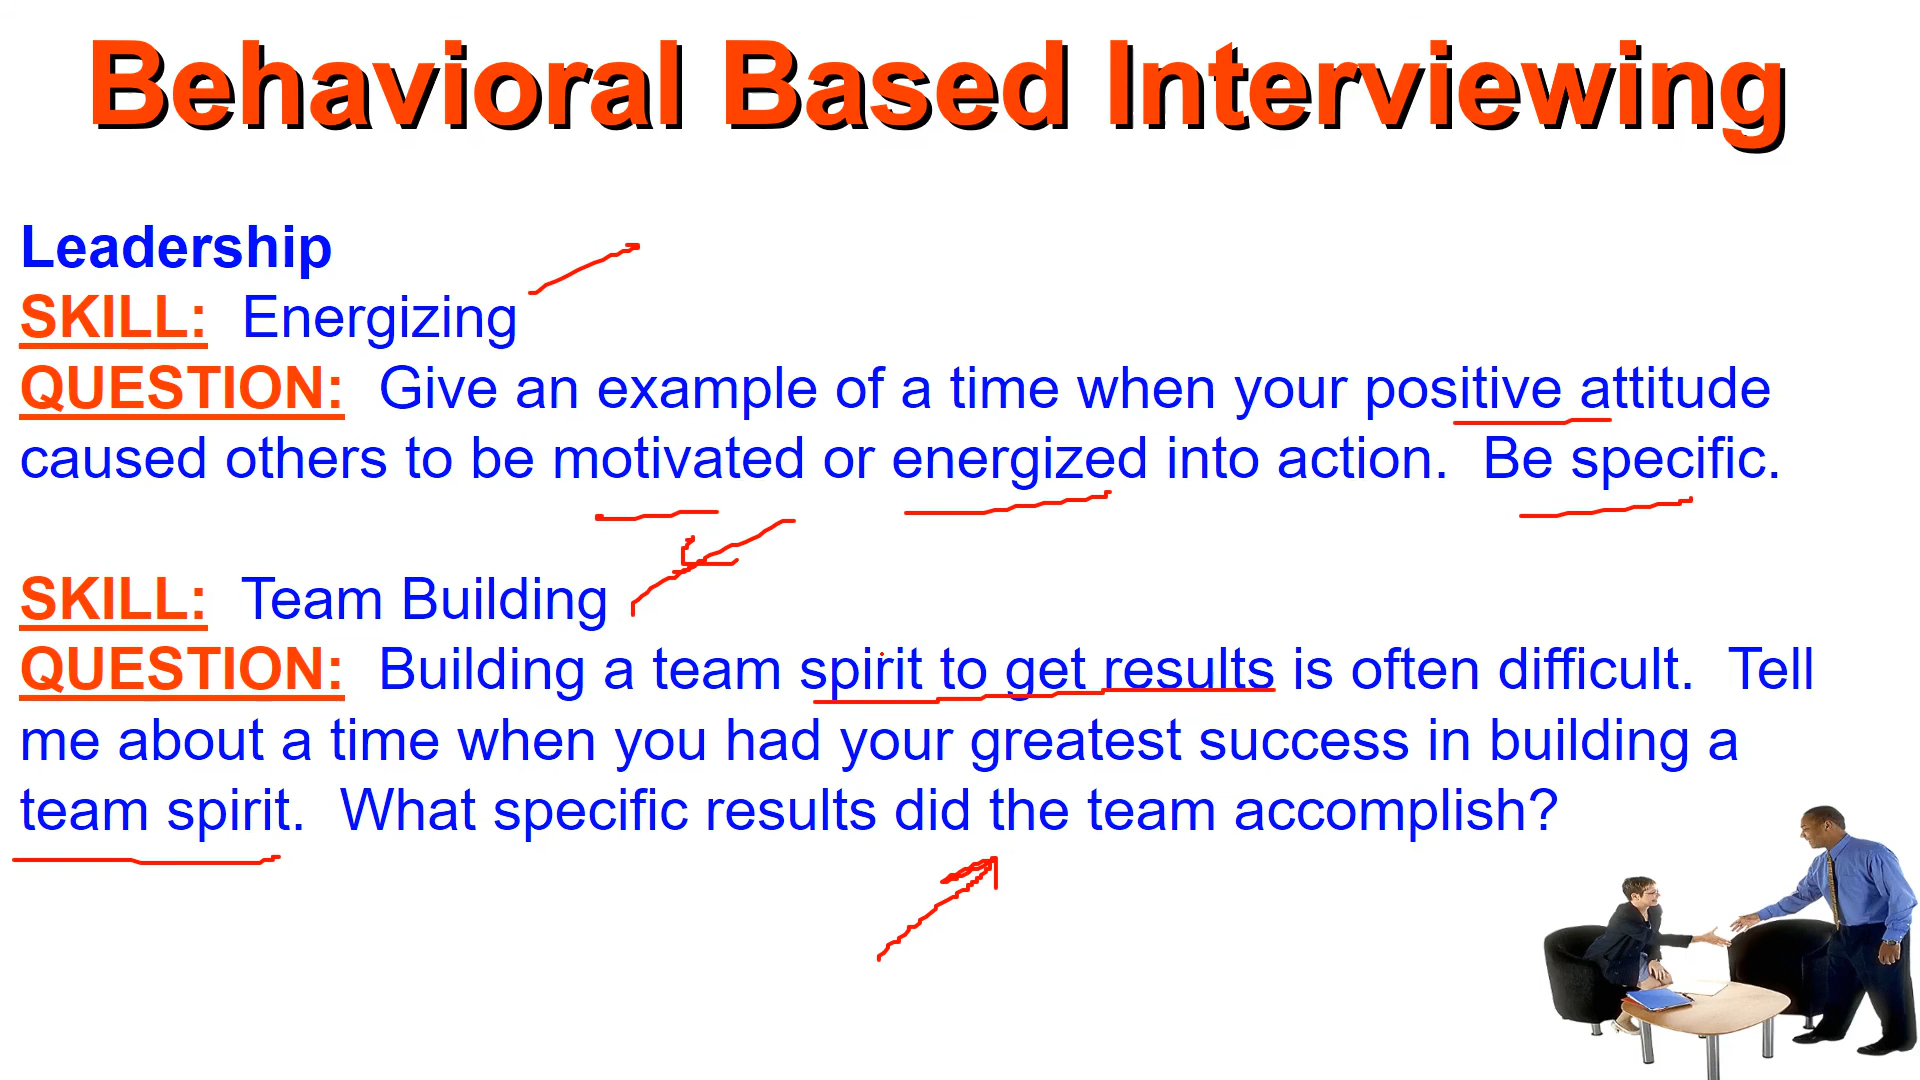 Behavioral Based Interviewing
Leadership
SKILL: Energizing
QUESTION: Give an example of a time when your positive attitude
caused others to be motivated or energized into action. Be specific.
SKILL: Team Building
QUESTION: Building a team spirit to get results is often difficult. Tell
me about a time when you had your greatest success in building a
team spirit. What specific results did the team accomplish?